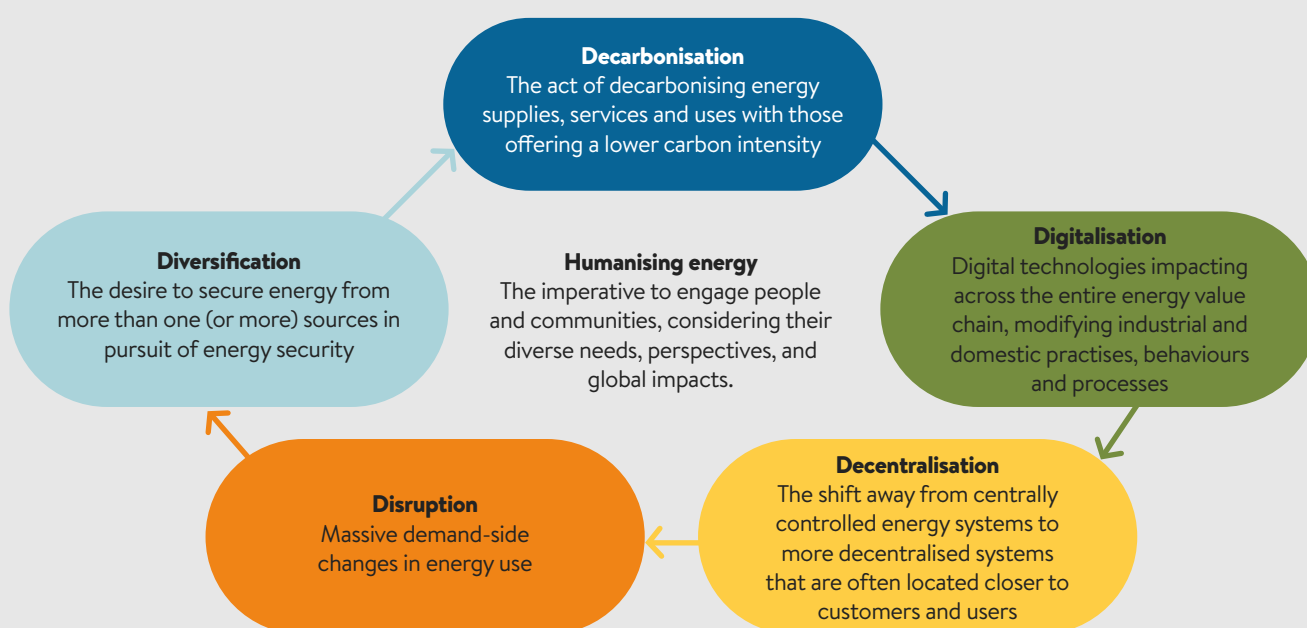 Decarbonisation
The act of decarbonising energy
supplies, services and uses with those
offering a lower carbon intensity
Digitalisation
Digital technologies impacting
across the entire energy value
chain, modifying industrial and
domestic practises, behaviours
and processes
Decentralisation
The shift away from centrally
controlled energy systems to
more decentralised systems
that are often located closer to
customers and users
Disruption
Massive demand-side
changes in energy use
Diversification
The desire to secure energy from
more than one (or more) sources in
pursuit of energy security
Humanising energy
The imperative to engage people
and communities, considering their
diverse needs, perspectives, and
global impacts.